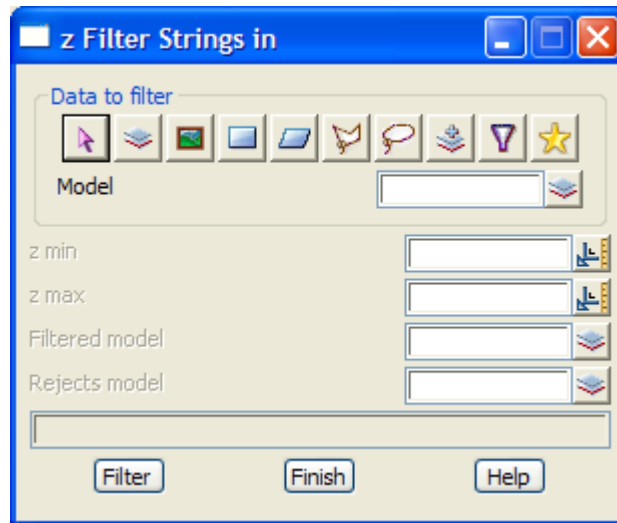 z Filter Strings in
Data to filter
Model
z min
z max
Filtered model
Rejects model
Filter Finish Help